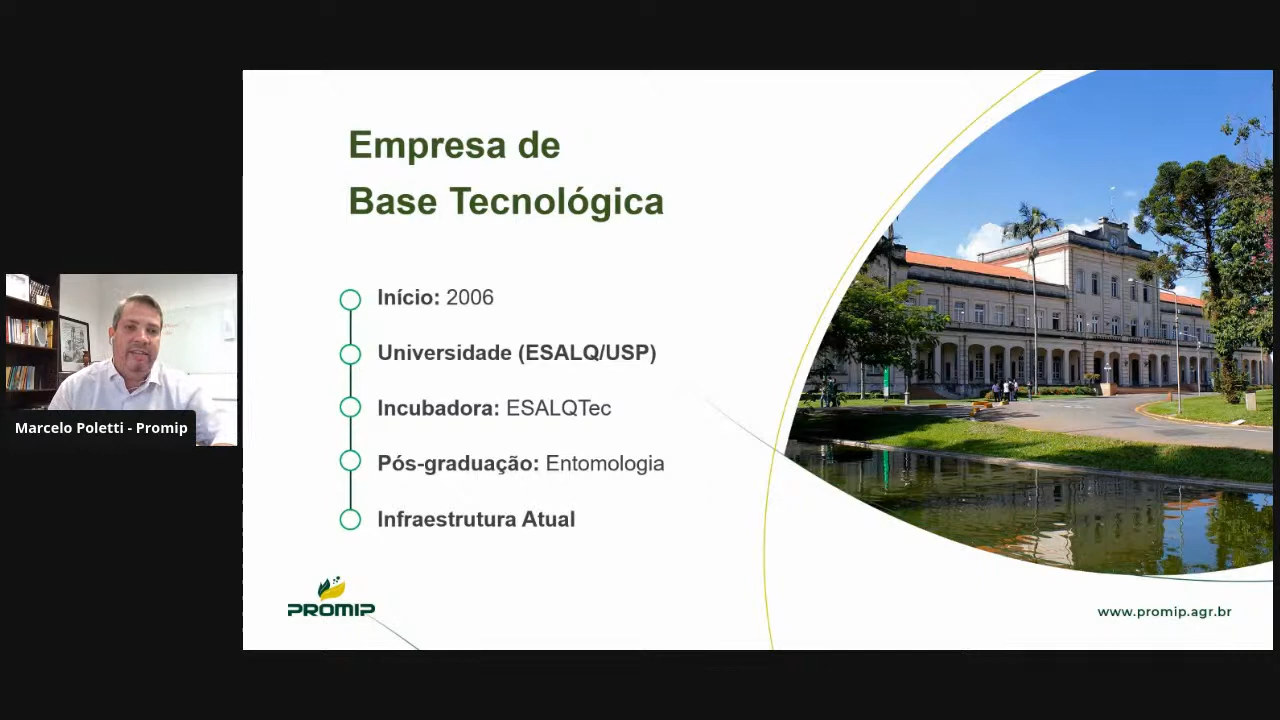 Empresa de
Base Tecnológica
Início: 2006
Universidade (ESALQ/USP)
Incubadora: ESALQTec
Pós-graduação: Entomologia
Infraestrutura Atual
Marcelo Poletti - Promip
PROMIP
www.promip.agr.br